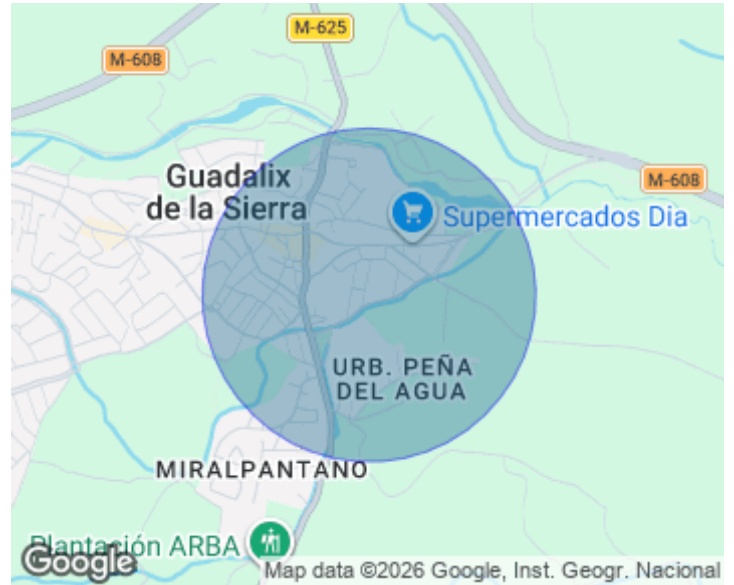 M-625
M-608
Guadalix
de la Sierra
M-608
Supermercados Dia
URB. PEÑA
DEL AGUA
MIRALPANTANO
Plantación ARBA
Google
Map data ©2026 Google, Inst. Geogr. Nacional